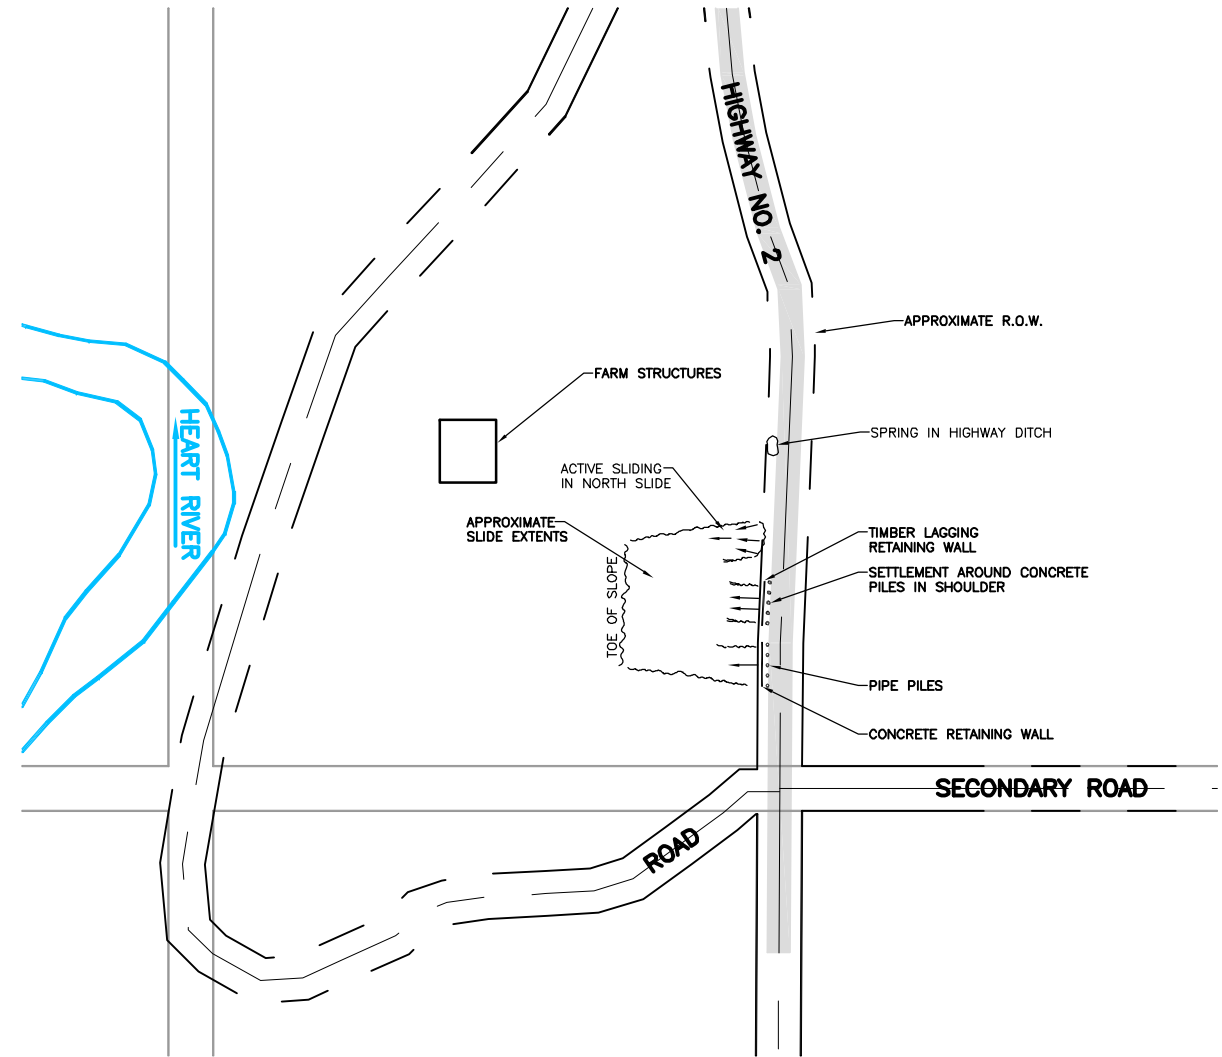 HIGHWAY NO. 2
APPROXIMATE R.O.W.
FARM STRUCTURES
HEART RIVER
SPRING IN HIGHWAY DITCH
ACTIVE SLIDING
IN NORTH SLIDE
APPROXIMATE
SLIDE EXTENTS
TIMBER LAGGING
RETAINING WALL
TOE OF SLOPE
SETTLEMENT AROUND CONCRETE
PILES IN SHOULDER
PIPE PILES
CONCRETE RETAINING WALL
SECONDARY ROAD
ROAD